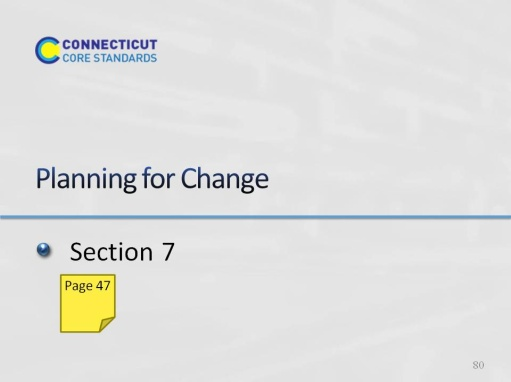 CONNECTICUT
CORE STANDARDS
Planning for Change
Section 7
Page 47
80